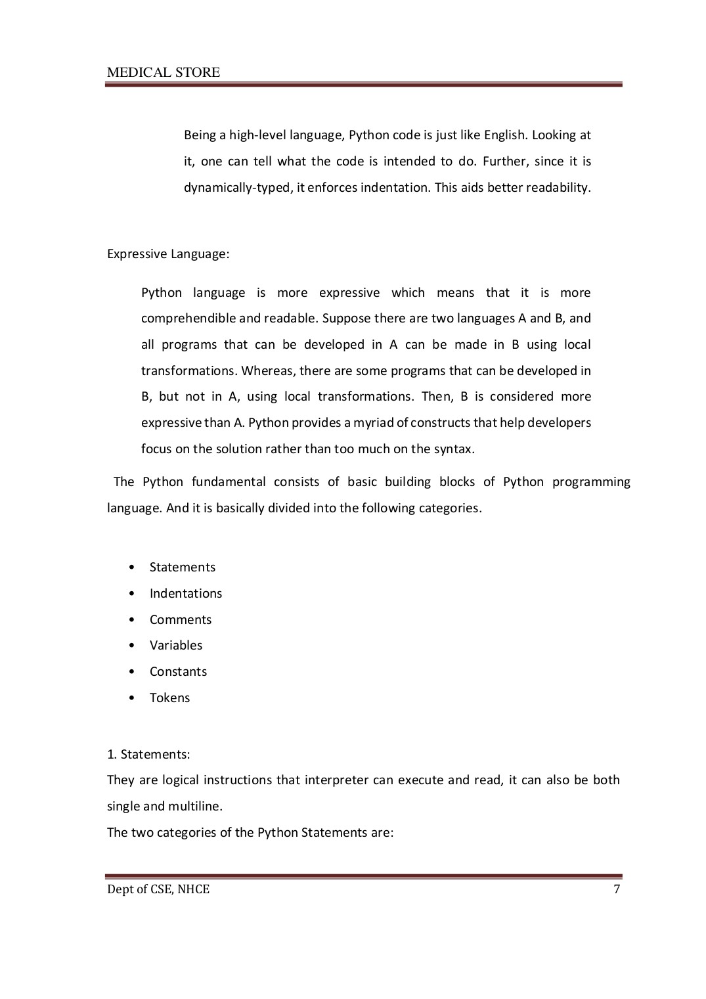 MEDICAL STORE
Being a high-level language, Python code is just like English. Looking at
it, one can tell what the code is intended to do. Further, since it is
dynamically-typed, it enforces indentation. This aids better readability.
Expressive Language:
Python language is more expressive which means that it is more
comprehendible and readable. Suppose there are two languages A and B, and
all programs that can be developed in A can be made in B using local
transformations. Whereas, there are some programs that can be developed in
B, but not in A, using local transformations. Then, B is considered more
expressive than A. Python provides a myriad of constructs that help developers
focus on the solution rather than too much on the syntax.
The Python fundamental consists of basic building blocks of Python programming
language. And it is basically divided into the following categories.
• Statements
• Indentations
• Comments
• Variables
• Constants
• Tokens
1. Statements:
They are logical instructions that interpreter can execute and read, it can also be both
single and multiline.
The two categories of the Python Statements are:
Dept of CSE, NHCE 7